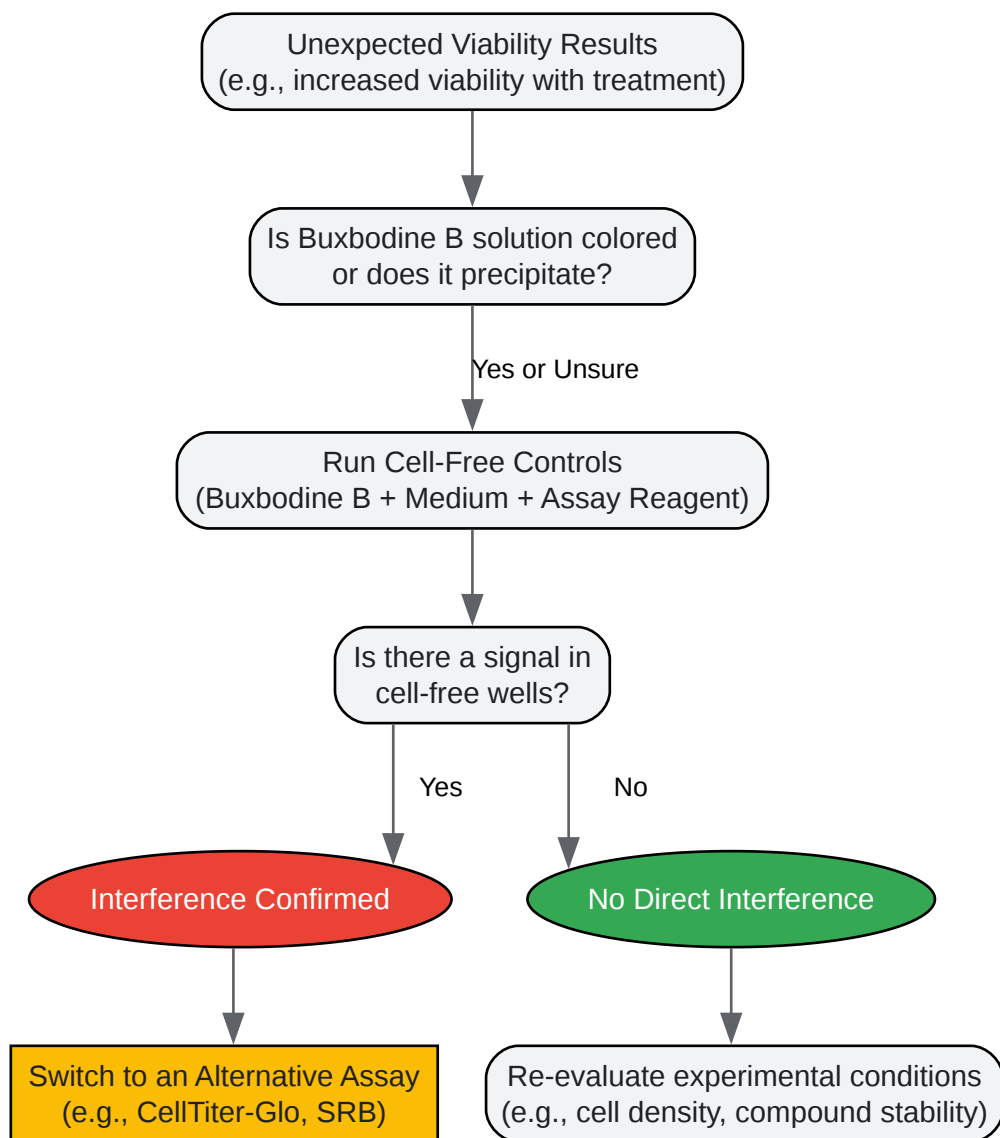 Unexpected Viability Results
(e.g., increased viability with treatment)
Is Buxbodine B solution colored
or does it precipitate?
Yes or Unsure
Run Cell-Free Controls
(Buxbodine B + Medium + Assay Reagent)
Is there a signal in
cell-free wells?
Yes
No
Interference Confirmed
No Direct Interference
Switch to an Alternative Assay
(e.g., CellTiter-Glo, SRB)
Re-evaluate experimental conditions
(e.g., cell density, compound stability)